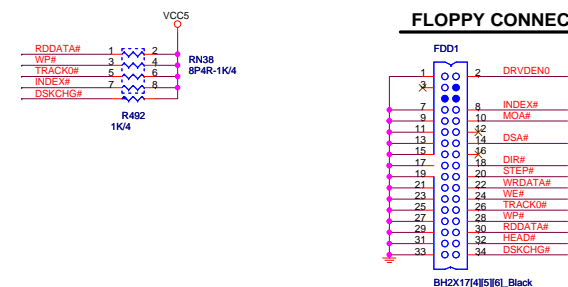 VCC5
RDDATA# 1 2
WP# 3 4
TRACK0# 5 6
INDEX# 7 8
DSKCHG#
RN38
8P4R-1K/4
R492
1K/4
FLOPPY CONNEC
FDD1
1 2 DRVDEN0
3
7 8 INDEX#
9 10 MOA#
11 12
13 14 DSA#
15 16
17 18 DIR#
19 20 STEP#
21 22 WRDATA#
23 24 WE#
25 26 TRACK0#
27 28 WP#
29 30 RDDATA#
31 32 HEAD#
33 34 DSKCHG#
BH2X17[4][5][6]_Black